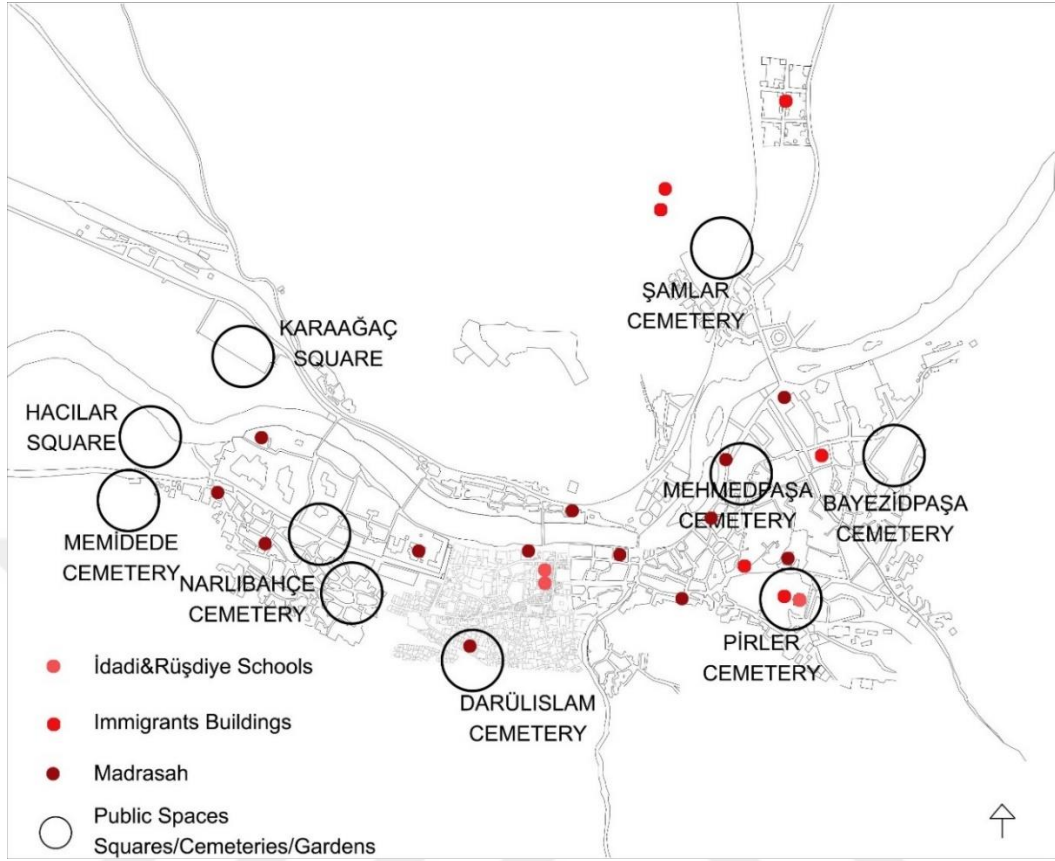 ŞAMLAR
CEMETERY
KARAAĞAÇ
SQUARE
HACILAR
SQUARE
MEHMEDPAŞA
CEMETERY
BAYEZİDPAŞA
CEMETERY
MEMİDEDE
CEMETERY
NARLIBAHÇE
CEMETERY
PİRLER
CEMETERY
DARÜLISLAM
CEMETERY
İdadi&Rüşdiye Schools
Immigrants Buildings
Madrasah
Public Spaces
Squares/Cemeteries/Gardens